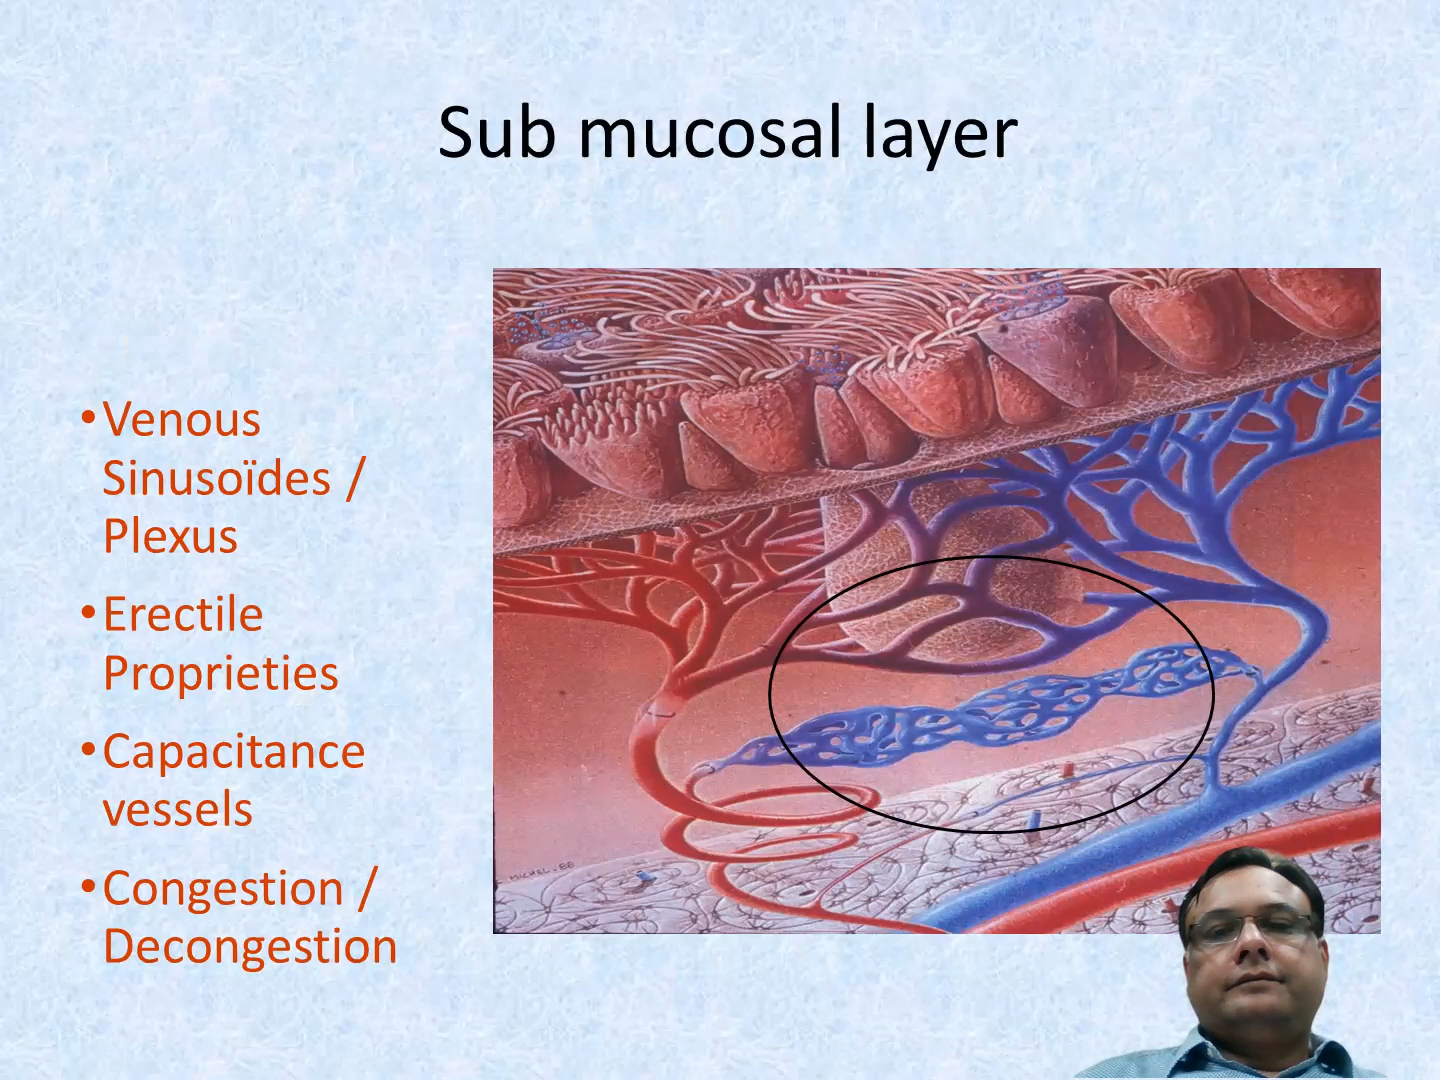 Sub mucosal layer
•Venous
Sinusoïdes /
Plexus
•Erectile
Proprieties
•Capacitance
vessels
•Congestion /
Decongestion